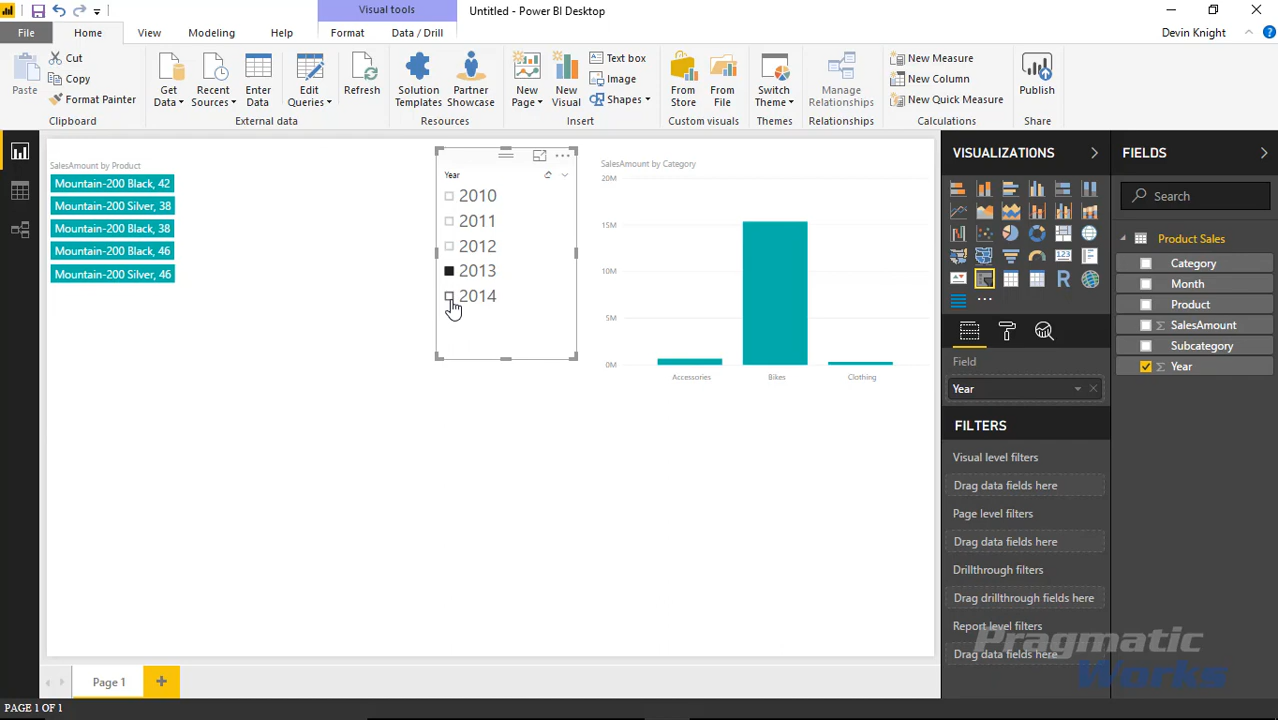 Visual tools
Untitled - Power BI Desktop
File
Home
View
Modeling
Help
Format
Data / Drill
Devin Knight
Paste
Cut
Copy
Format Painter
Clipboard
Get Data
Recent Sources
Enter Data
Edit Queries
Refresh
External data
Solution Templates
Partner Showcase
Resources
New Page
New Visual
Text box
Image
Shapes
Insert
From Store
From File
Custom visuals
Switch Theme
Themes
Manage Relationships
Relationships
New Measure
New Column
New Quick Measure
Calculations
Publish
Share
SalesAmount by Product
Mountain-200 Black, 42
Mountain-200 Silver, 38
Mountain-200 Black, 38
Mountain-200 Black, 46
Mountain-200 Silver, 46
Year
2010
2011
2012
2013
2014
SalesAmount by Category
20M
15M
10M
5M
0M
Accessories
Bikes
Clothing
VISUALIZATIONS
123
R
Field
Year
FILTERS
Visual level filters
Drag data fields here
Page level filters
Drag data fields here
Drillthrough filters
Drag drillthrough fields here
Report level filters
Drag data fields here
FIELDS
Search
Product Sales
Category
Month
Product
Σ SalesAmount
Subcategory
Σ Year
Pragmatic
Works
Page 1
PAGE 1 OF 1